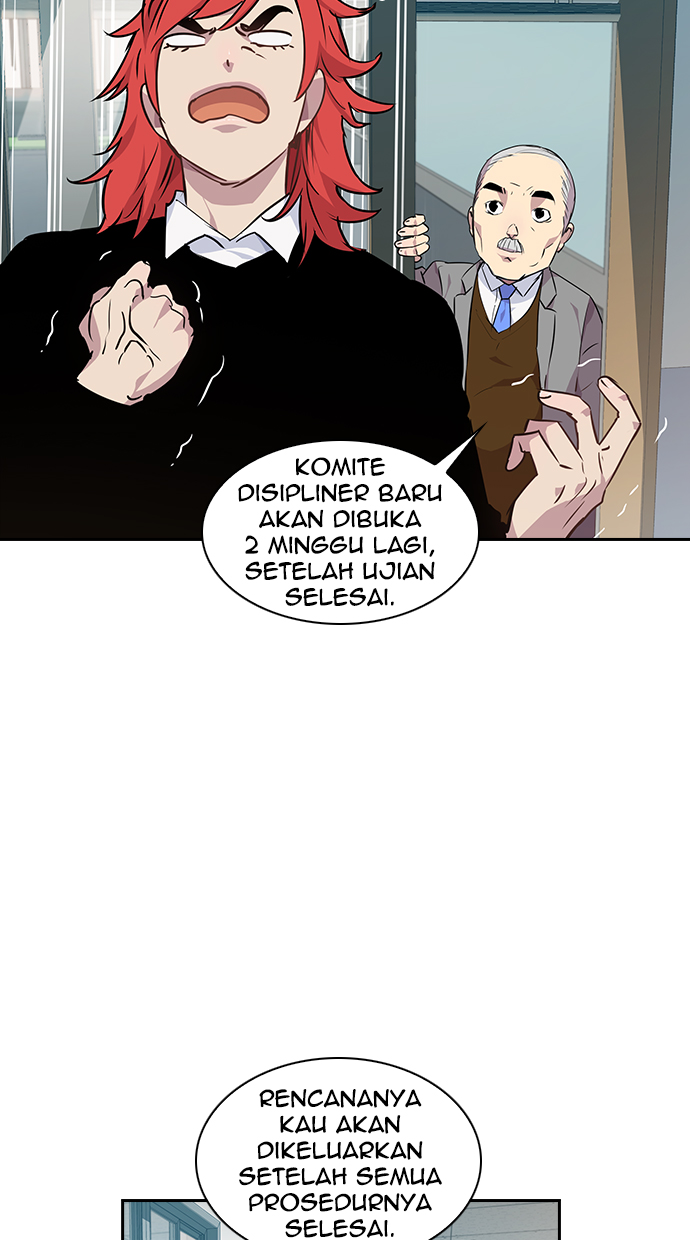 KOMITE
DISIPLINER BARU
AKAN DIBUKA
2 MINGGU LAGI,
SETELAH UJIAN
SELESAI.
RENCANANYA
KAU AKAN
DIKELUARKAN
SETELAH SEMUA
PROSEDURNYA
SELESAI.